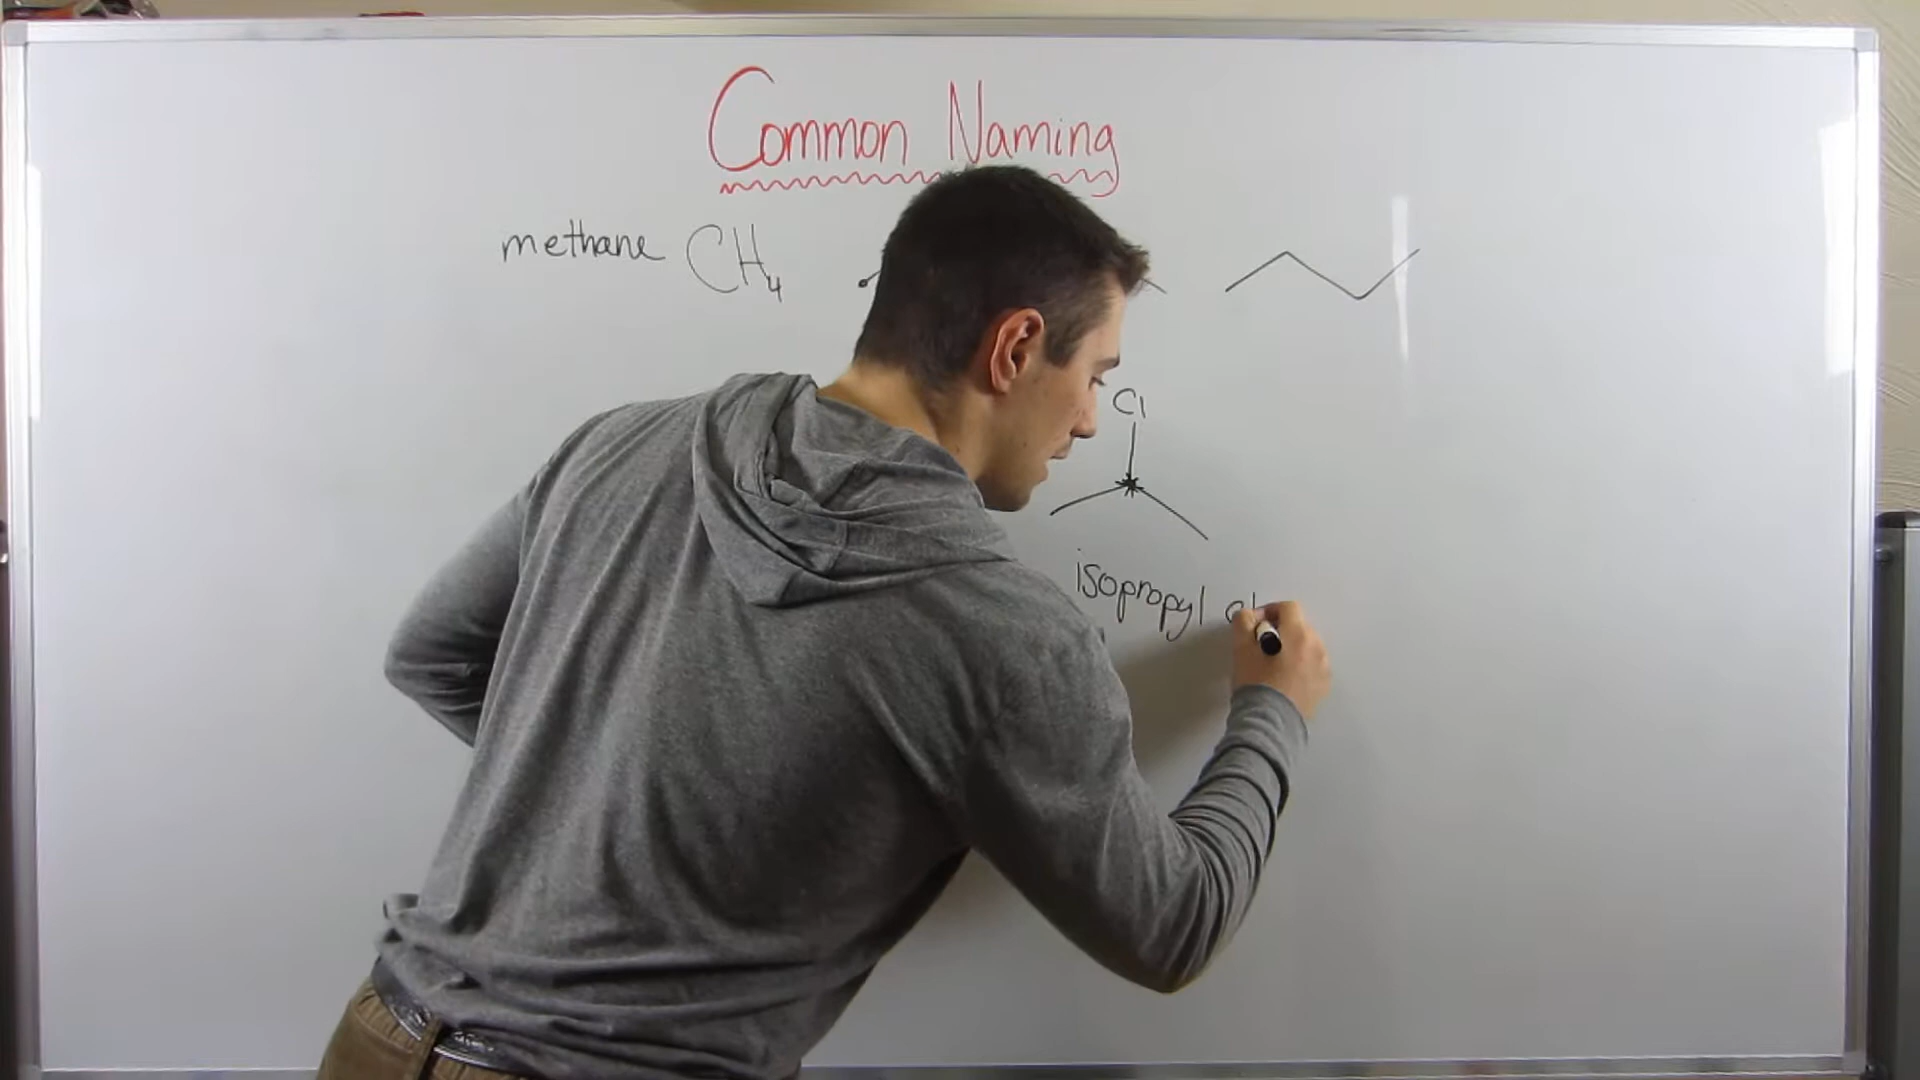 Common Naming
methane CH₄
Cl
isopropyl